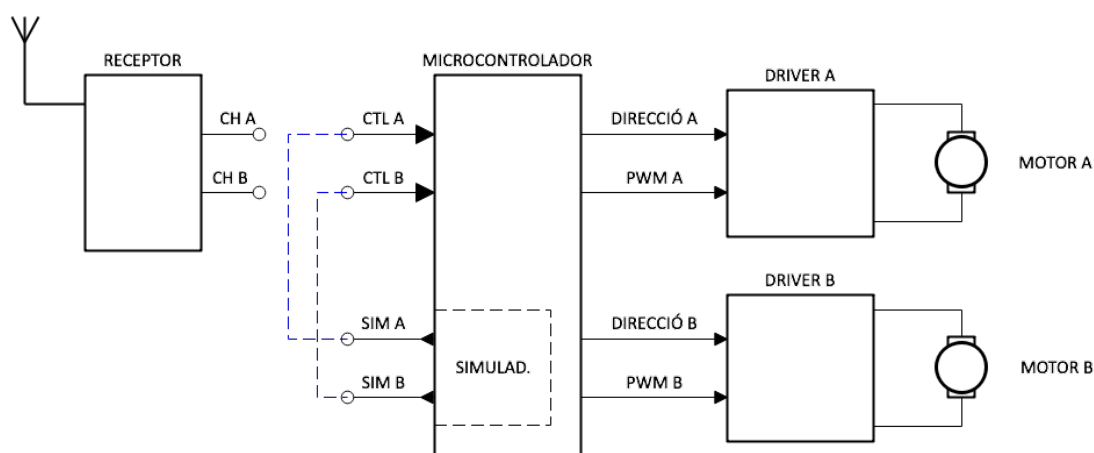 RECEPTOR
CH A
CH B
CTL A
CTL B
SIM A
SIM B
MICROCONTROLADOR
SIMULAD.
DIRECCIÓ A
PWM A
DIRECCIÓ B
PWM B
DRIVER A
MOTOR A
DRIVER B
MOTOR B